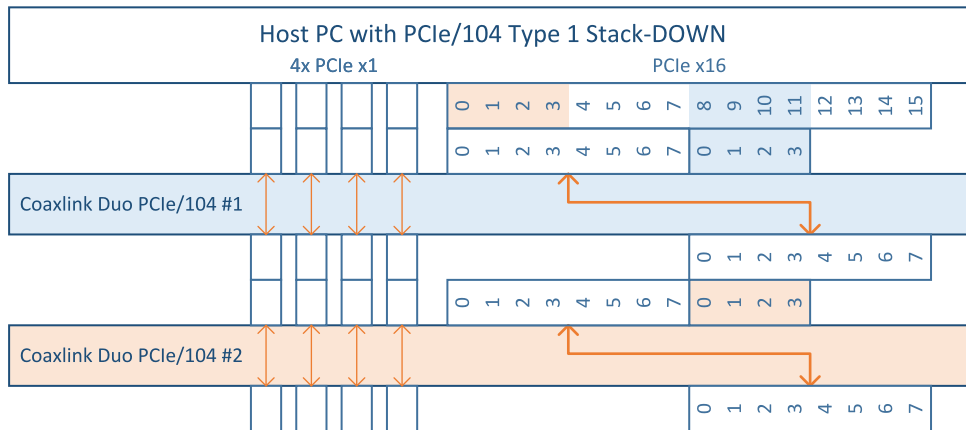 Host PC with PCIe/104 Type 1 Stack-DOWN
4x PCIe x1 PCIe x16
0 1 2 3 4 5 6 7 8 9 10 11 12 13 14 15
0 1 2 3 4 5 6 7 0 1 2 3
Coaxlink Duo PCIe/104 #1
0 1 2 3 4 5 6 7
0 1 2 3 4 5 6 7 0 1 2 3
Coaxlink Duo PCIe/104 #2
0 1 2 3 4 5 6 7